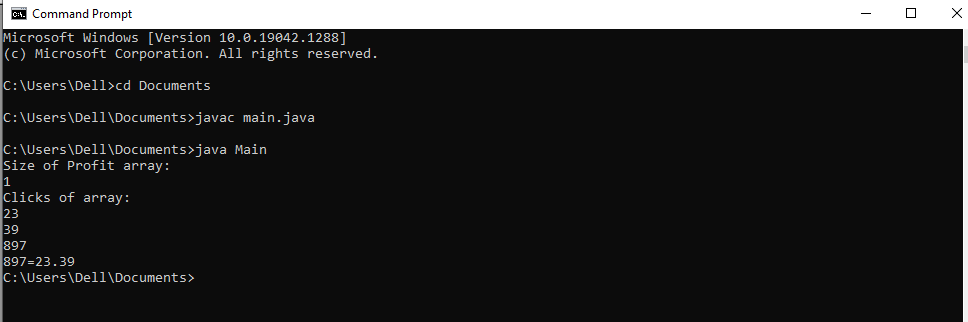 Command Prompt
Microsoft Windows [Version 10.0.19042.1288]
(c) Microsoft Corporation. All rights reserved.
C:\Users\Dell>cd Documents
C:\Users\Dell\Documents>javac main.java
C:\Users\Dell\Documents>java Main
Size of Profit array:
1
Clicks of array:
23
39
897
897=23.39
C:\Users\Dell\Documents>